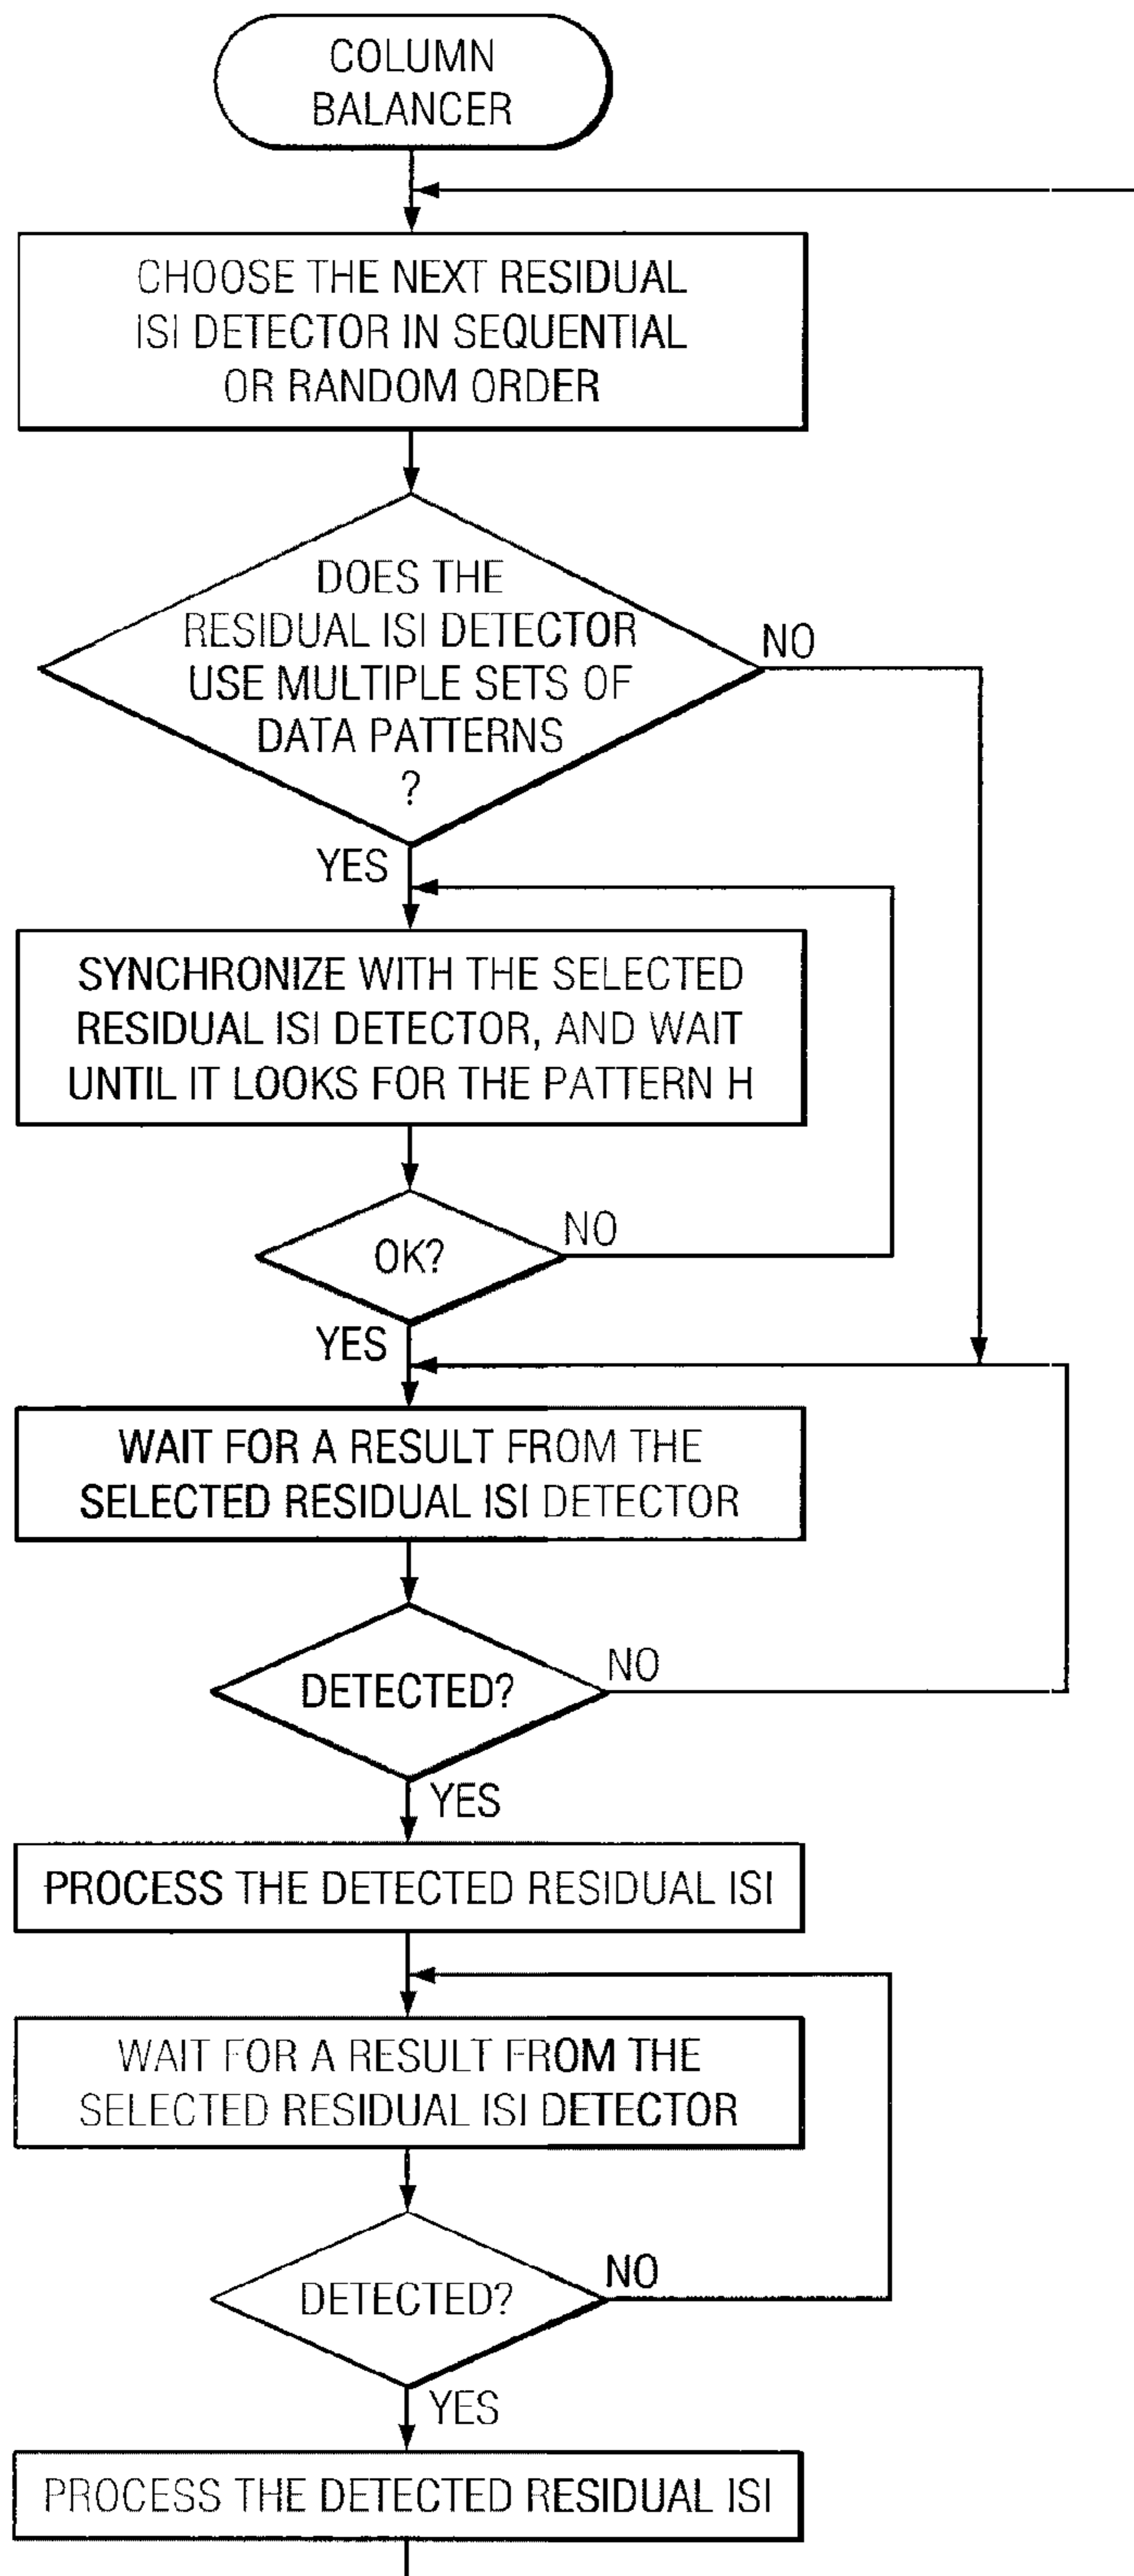 COLUMN
BALANCER
CHOOSE THE NEXT RESIDUAL
ISI DETECTOR IN SEQUENTIAL
OR RANDOM ORDER
DOES THE
RESIDUAL ISI DETECTOR
USE MULTIPLE SETS OF
DATA PATTERNS
?
NO
YES
SYNCHRONIZE WITH THE SELECTED
RESIDUAL ISI DETECTOR, AND WAIT
UNTIL IT LOOKS FOR THE PATTERN H
OK?
NO
YES
WAIT FOR A RESULT FROM THE
SELECTED RESIDUAL ISI DETECTOR
DETECTED?
NO
YES
PROCESS THE DETECTED RESIDUAL ISI
WAIT FOR A RESULT FROM THE
SELECTED RESIDUAL ISI DETECTOR
DETECTED?
NO
YES
PROCESS THE DETECTED RESIDUAL ISI